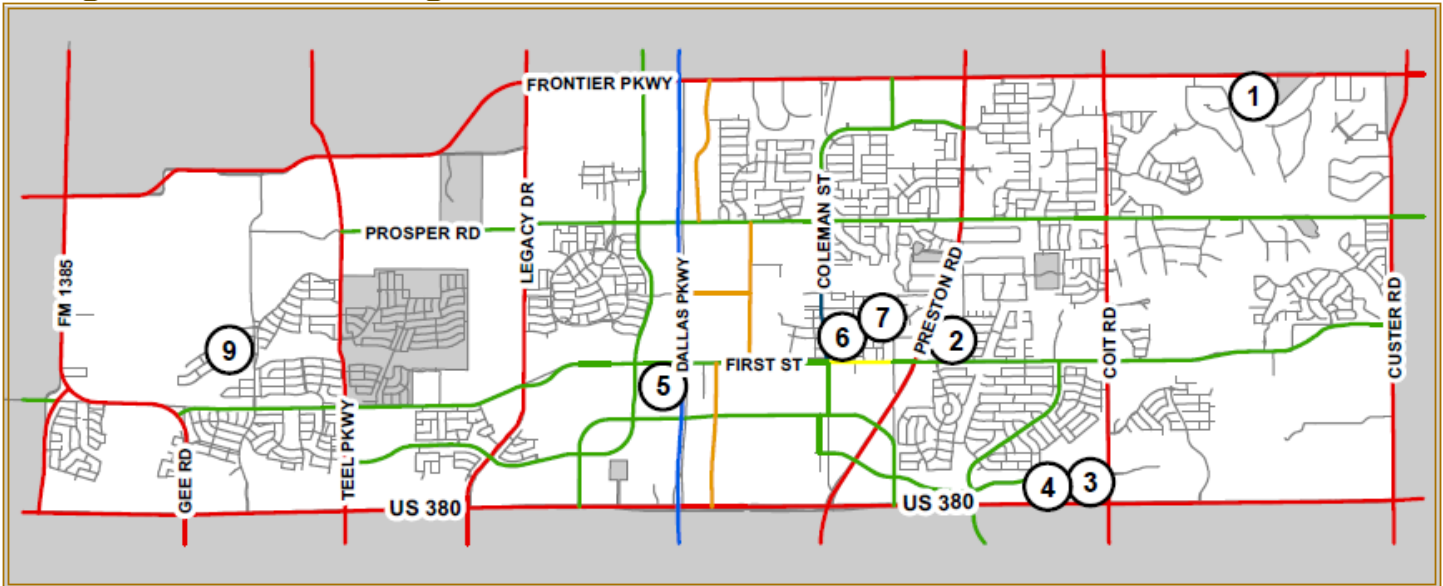 FRONTIER PKWY
1
PROSPER RD
LEGACY DR
COLEMAN ST
FM 1385
DALLAS PKWY
PRESTON RD
CUSTER RD
COIT RD
9
6
7
2
5
FIRST ST
TEEL PKWY
GEE RD
US 380
US 380
4
3